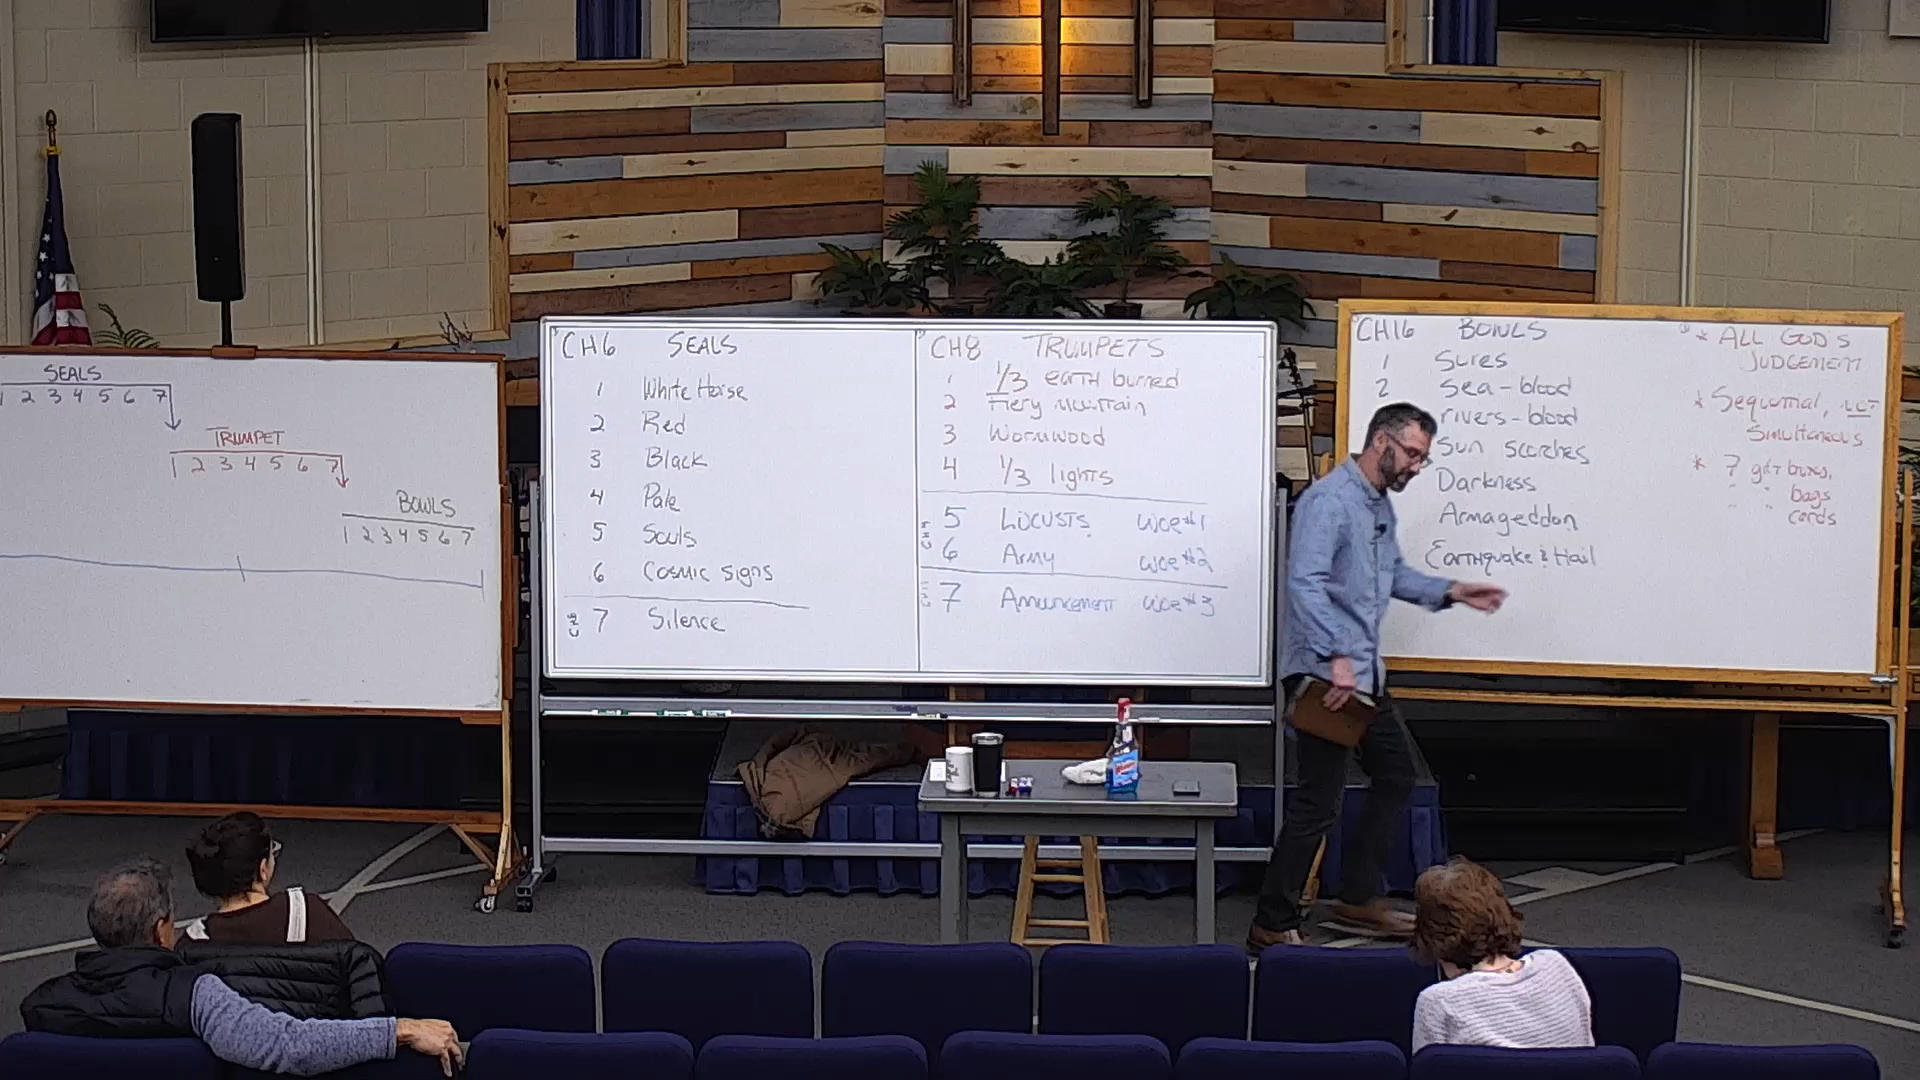 SEALS
1 2 3 4 5 6 7
TRUMPET
1 2 3 4 5 6 7
BOWLS
1 2 3 4 5 6 7
CH6 SEALS
1 White Horse
2 Red
3 Black
4 Pale
5 Souls
6 Cosmic Signs
7 Silence
CH8 TRUMPETS
1 1/3 earth burned
2 Fiery mountain
3 Wormwood
4 1/3 lights
5 Locusts woe #1
6 Army woe #2
7 Announcement woe #3
CH16 BOWLS
1 Sores
2 Sea-blood
rivers-blood
Sun scorches
Darkness
Armageddon
Earthquake & Hail
* ALL GOD'S
JUDGEMENT
* Sequential, NOT
Simultaneous
* ? gift boxes,
" " bags
" " cards